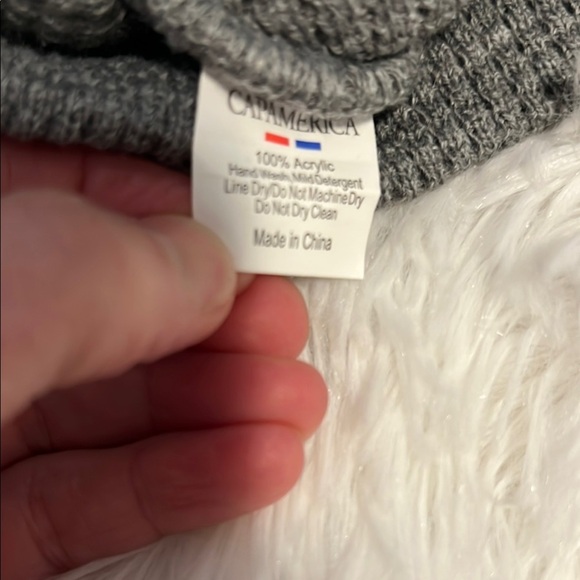 CAPAMERICA
100% Acrylic
Hand Wash Mild Detergent
Line Dry/Do Not Machine Dry
Do Not Dry Clean
Made in China